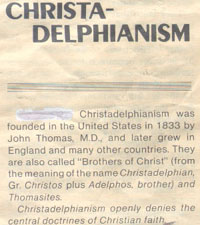 CHRISTA-
DELPHIANISM
Christadelphianism was
founded in the United States in 1833 by
John Thomas, M.D., and later grew in
England and many other countries. They
are also called "Brothers of Christ" (from
the meaning of the name Christadelphian,
Gr. Christos plus Adelphos, brother) and
Thomasites.
Christadelphianism openly denies the
central doctrines of Christian faith,